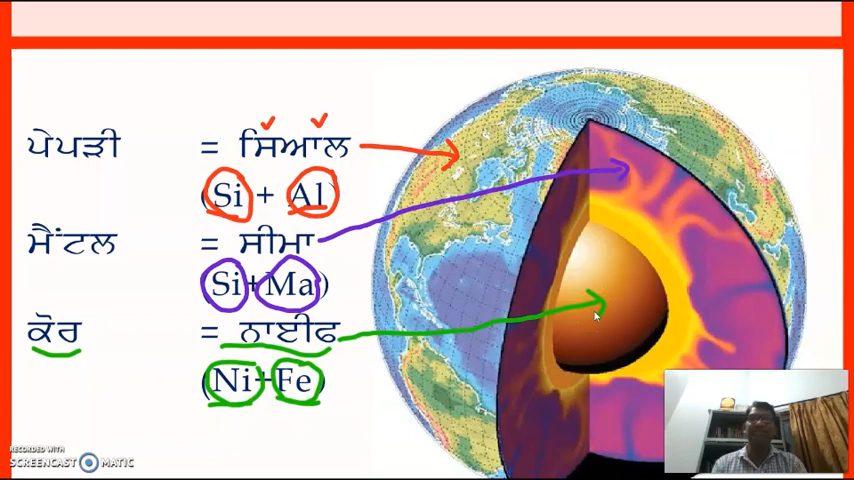 ਪੇਪੜੀ = ਸਿਆਲ
(Si + Al)
ਮੈਂਟਲ = ਸੀਮਾ
(Si+Ma)
ਕੋਰ = ਨਾਈਫ
(Ni+Fe)
RECORDED WITH
SCREENCAST MATIC